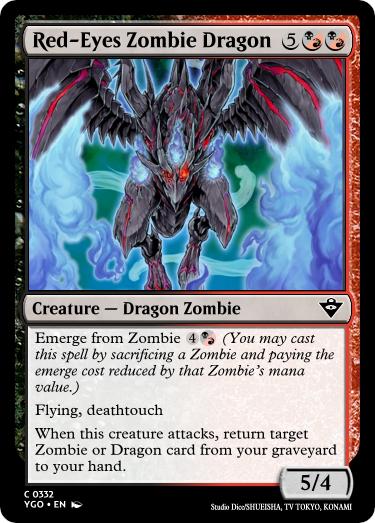 Red-Eyes Zombie Dragon 5
Creature — Dragon Zombie
Emerge from Zombie 4 (You may cast
this spell by sacrificing a Zombie and paying the
emerge cost reduced by that Zombie's mana
value.)
Flying, deathtouch
When this creature attacks, return target
Zombie or Dragon card from your graveyard
to your hand.
5/4
C 0332
YGO • EN
Studio Dice/SHUEISHA, TV TOKYO, KONAMI